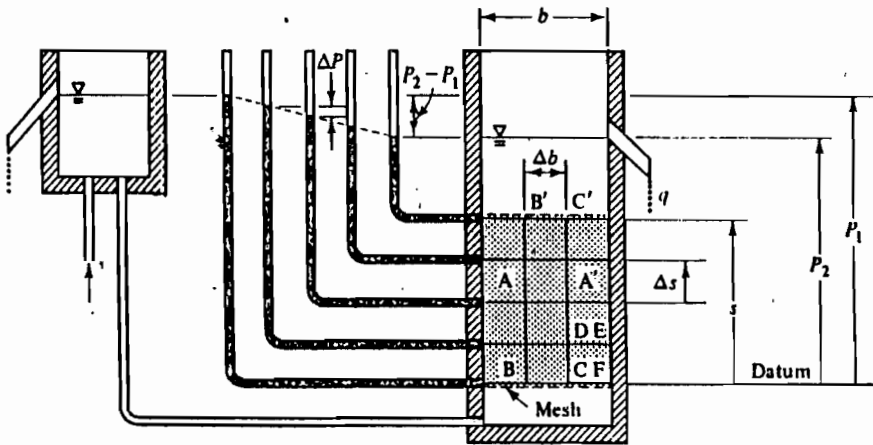 b
ΔP
P₂ – P₁
Δb
B′ C′
q
A A′
Δs
D E
s
P₂
P₁
B C F
Datum
Mesh